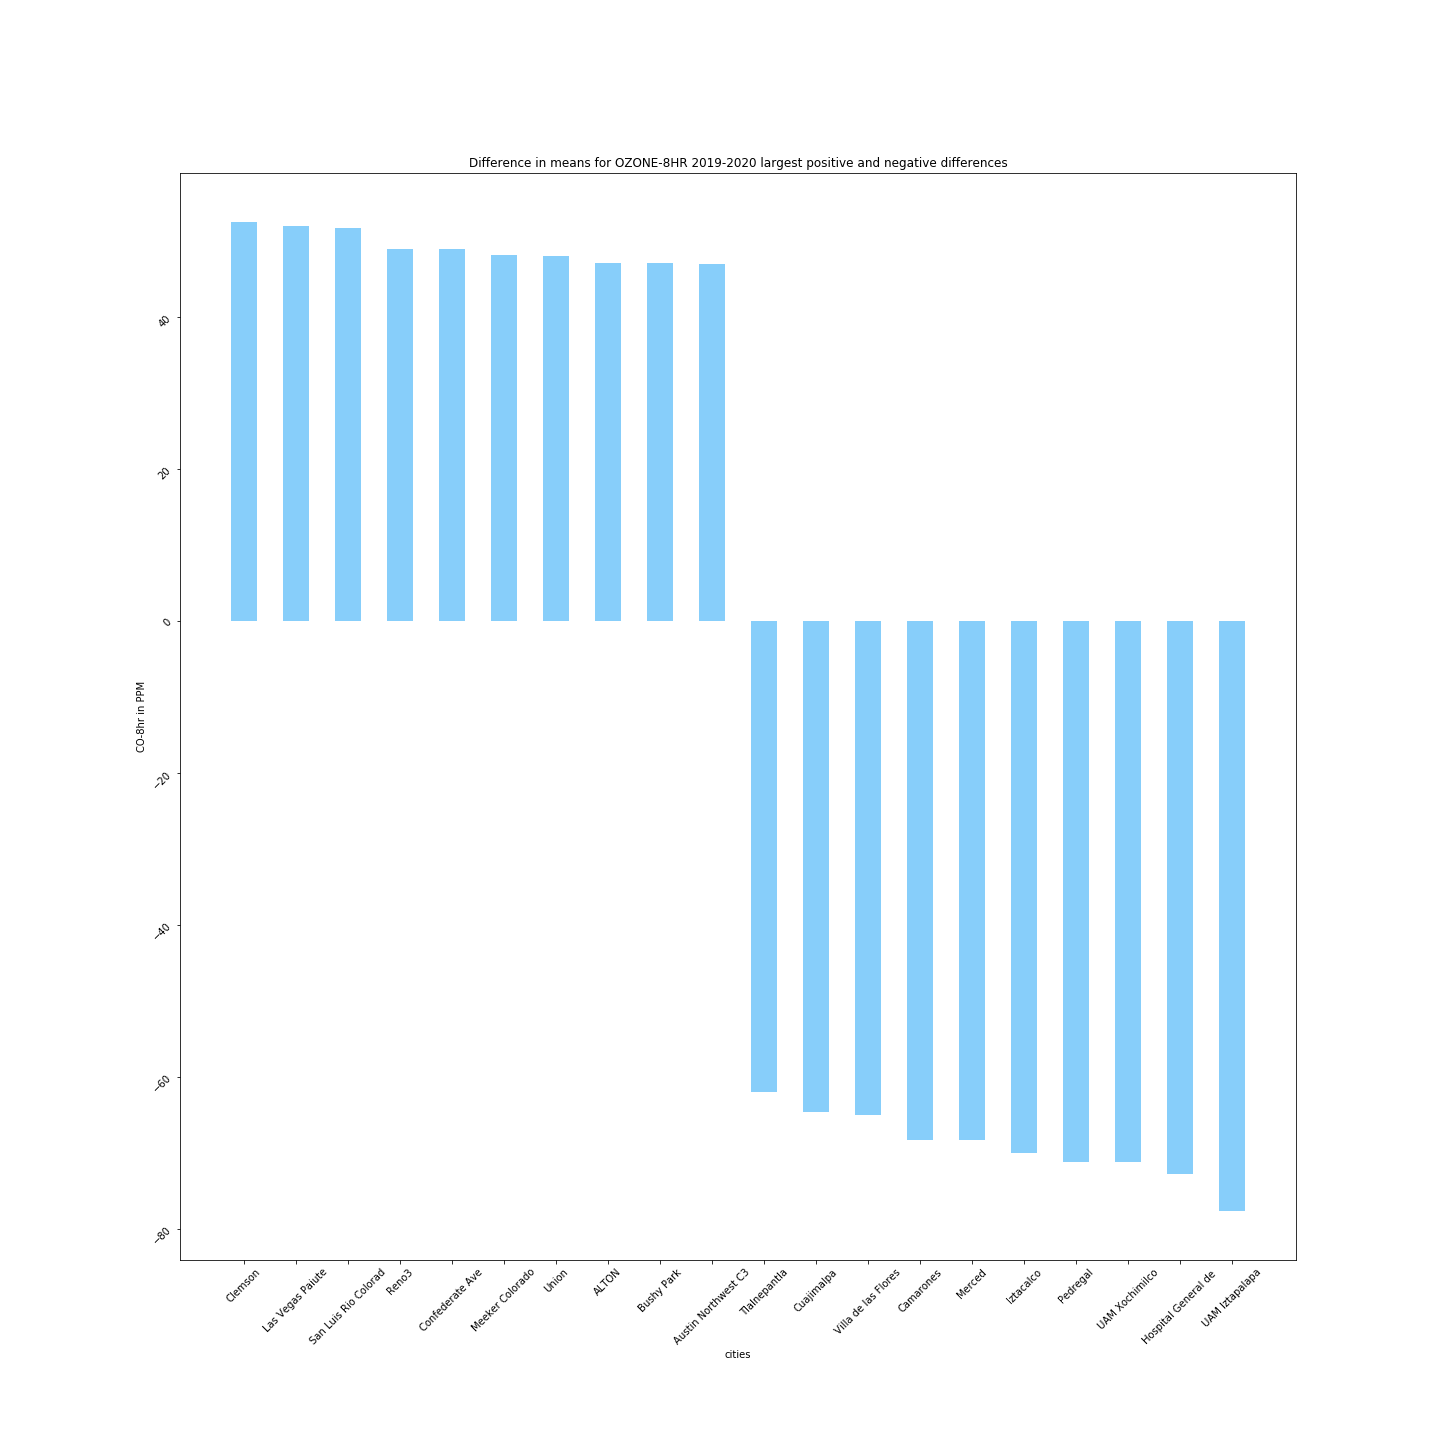 Difference in means for OZONE-8HR 2019-2020 largest positive and negative differences
40
20
0
−20
−40
−60
−80
CO-8hr in PPM
Clemson
Las Vegas Paiute
San Luis Rio Colorad
Reno3
Confederate Ave
Meeker Colorado
Union
ALTON
Bushy Park
Austin Northwest C3
Tlalnepantla
Cuajimalpa
Villa de las Flores
Camarones
Merced
Iztacalco
Pedregal
UAM Xochimilco
Hospital General de
UAM Iztapalapa
cities